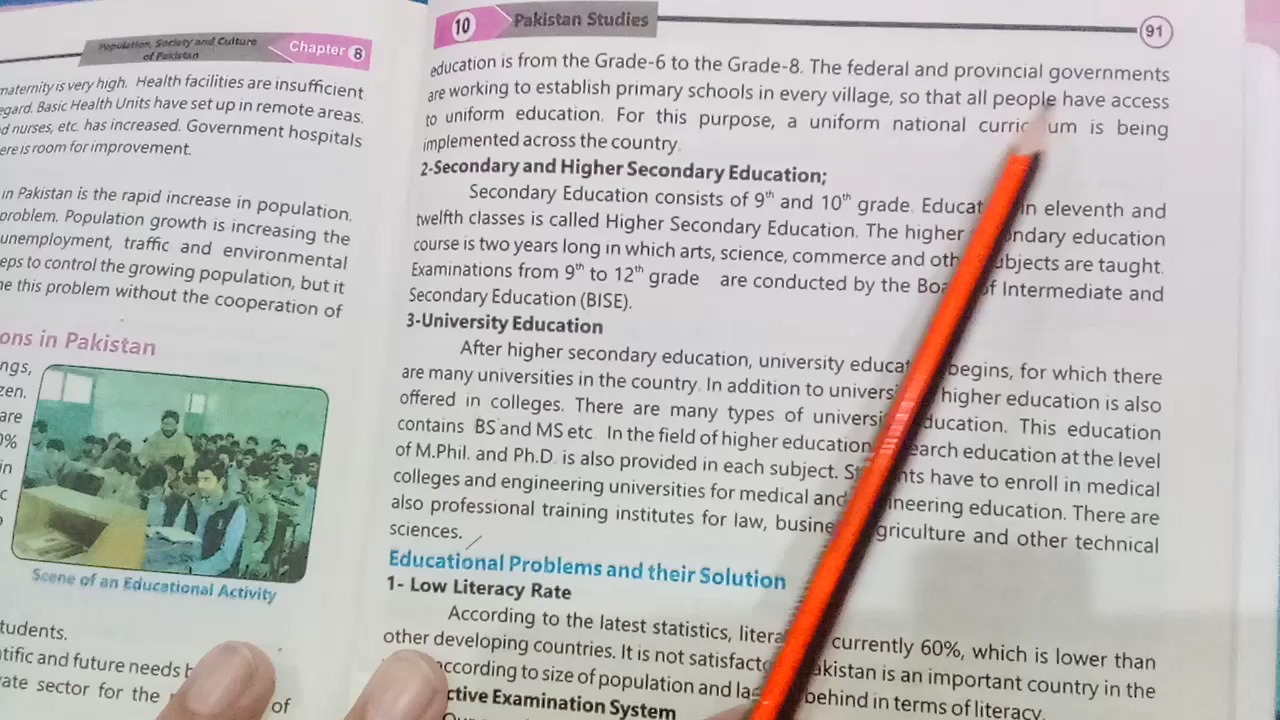 Population, Society and Culture
of Pakistan
Chapter 8
maternity is very high. Health facilities are insufficient
egard. Basic Health Units have set up in remote areas.
d nurses, etc. has increased. Government hospitals
ere is room for improvement.
in Pakistan is the rapid increase in population.
problem. Population growth is increasing the
unemployment, traffic and environmental
eps to control the growing population, but it
e this problem without the cooperation of
ons in Pakistan
ngs,
zen.
are
0%
in
c
Scene of an Educational Activity
tudents.
tific and future needs
ate sector for the of
10 Pakistan Studies 91
education is from the Grade-6 to the Grade-8. The federal and provincial governments
are working to establish primary schools in every village, so that all people have access
to uniform education. For this purpose, a uniform national curric um is being
implemented across the country.
2-Secondary and Higher Secondary Education;
Secondary Education consists of 9th and 10th grade. Educat in eleventh and
twelfth classes is called Higher Secondary Education. The higher ondary education
course is two years long in which arts, science, commerce and oth ubjects are taught.
Examinations from 9th to 12th grade are conducted by the Boa of Intermediate and
Secondary Education (BISE).
3-University Education
After higher secondary education, university educat begins, for which there
are many universities in the country. In addition to univers higher education is also
offered in colleges. There are many types of universi ducation. This education
contains BS and MS etc. In the field of higher education earch education at the level
of M.Phil. and Ph.D. is also provided in each subject. St nts have to enroll in medical
colleges and engineering universities for medical and ineering education. There are
also professional training institutes for law, busine griculture and other technical
sciences.
Educational Problems and their Solution
1- Low Literacy Rate
According to the latest statistics, litera currently 60%, which is lower than
other developing countries. It is not satisfacto akistan is an important country in the
according to size of population and la behind in terms of literacy.
ctive Examination System